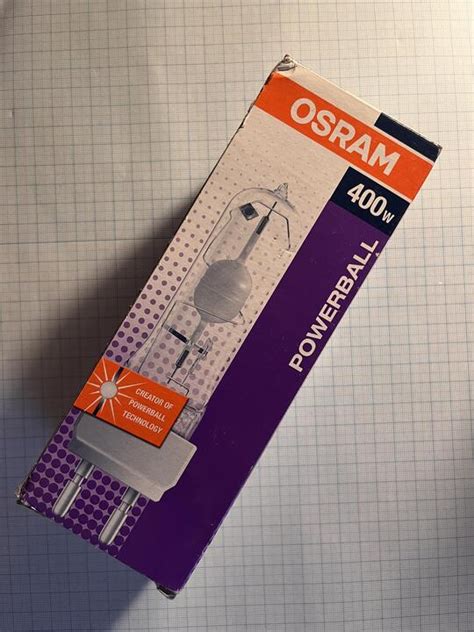 OSRAM
400W
POWERBALL
CREATOR OF
POWERBALL
TECHNOLOGY